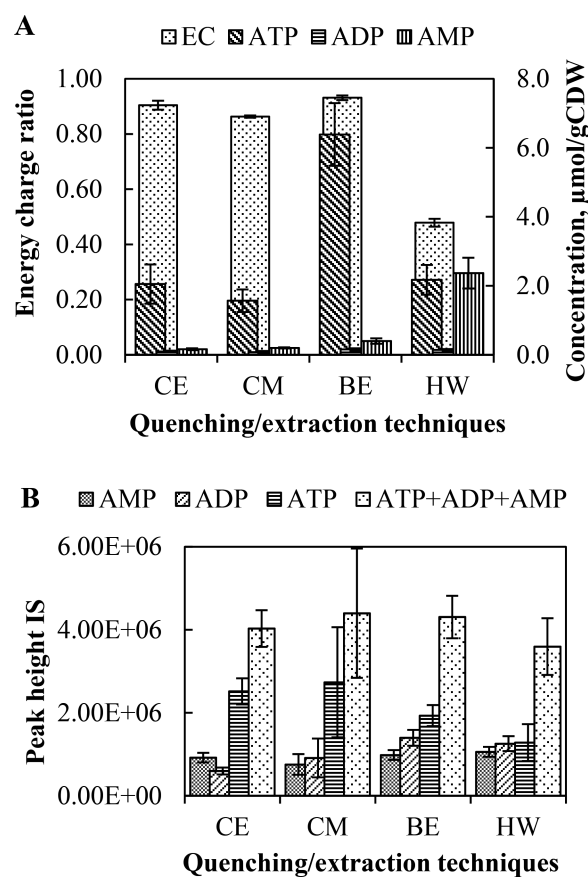 A
EC ATP ADP AMP
1.00 8.0
0.80 6.0
0.60
0.40 4.0
0.20 2.0
0.00 0.0
Energy charge ratio
Concentration, µmol/gCDW
CE CM BE HW
Quenching/extraction techniques
B
AMP ADP ATP ATP+ADP+AMP
6.00E+06
4.00E+06
2.00E+06
0.00E+00
Peak height IS
CE CM BE HW
Quenching/extraction techniques